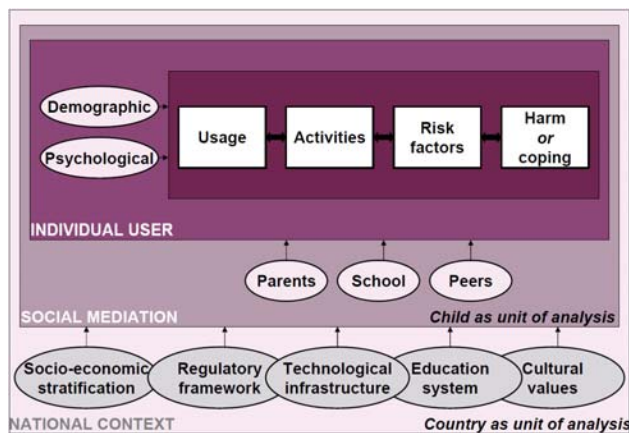 Demographic
Psychological
Usage
Activities
Risk
factors
Harm
or
coping
INDIVIDUAL USER
Parents
School
Peers
SOCIAL MEDIATION
Child as unit of analysis
Socio-economic
stratification
Regulatory
framework
Technological
infrastructure
Education
system
Cultural
values
NATIONAL CONTEXT
Country as unit of analysis